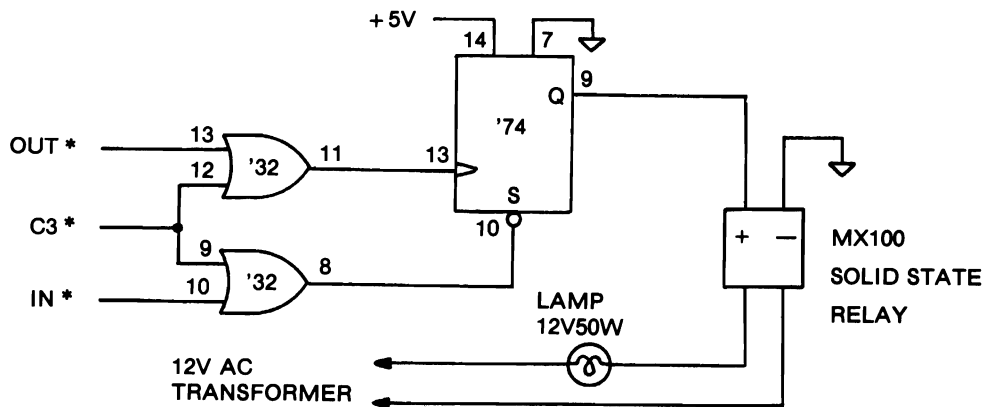 +5V
14
7
9
Q
OUT *
13
'32
11
13
'74
12
S
C3 *
10
9
+ —
MX100
'32
8
SOLID STATE
IN *
10
LAMP
RELAY
12V50W
12V AC
TRANSFORMER